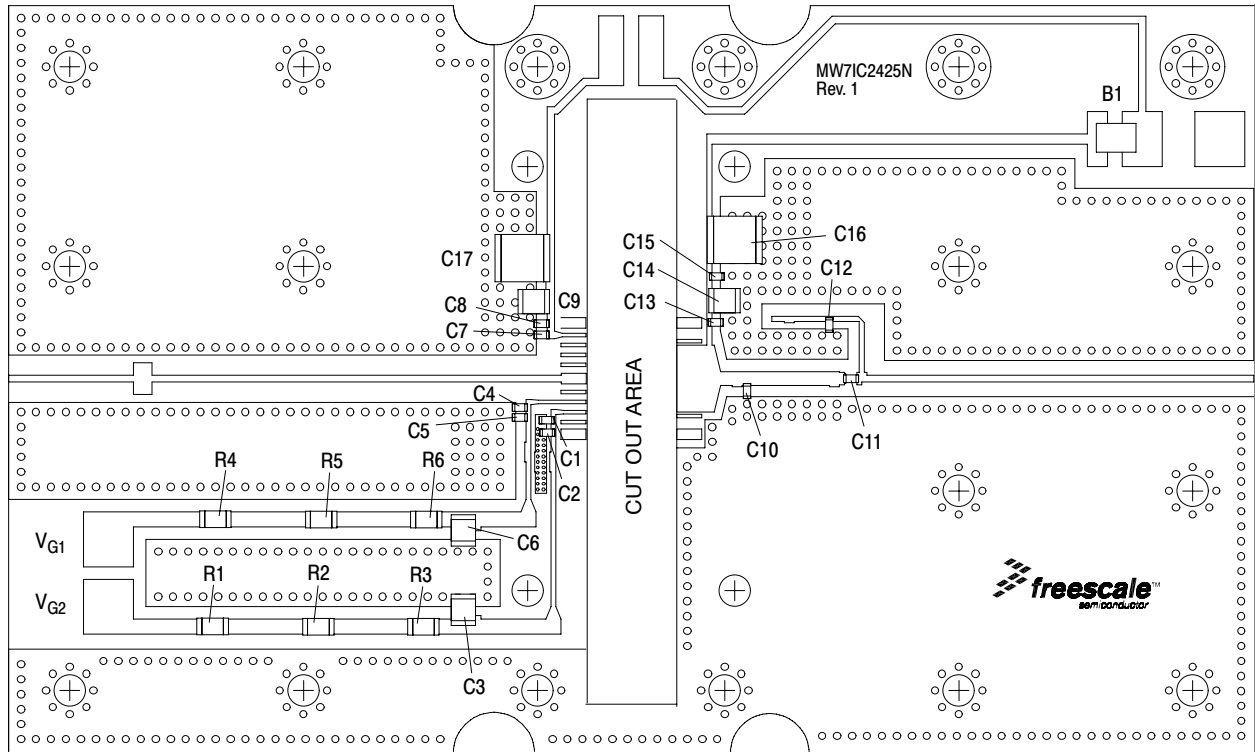 MW7IC2425N
Rev. 1
B1
C17
C15
C16
C14
C12
C9
C8
C13
C7
C4
C5
C10
C11
C1
C2
CUT OUT AREA
R4
R5
R6
C6
VG1
R1
R2
R3
VG2
C3
freescale™
semiconductor